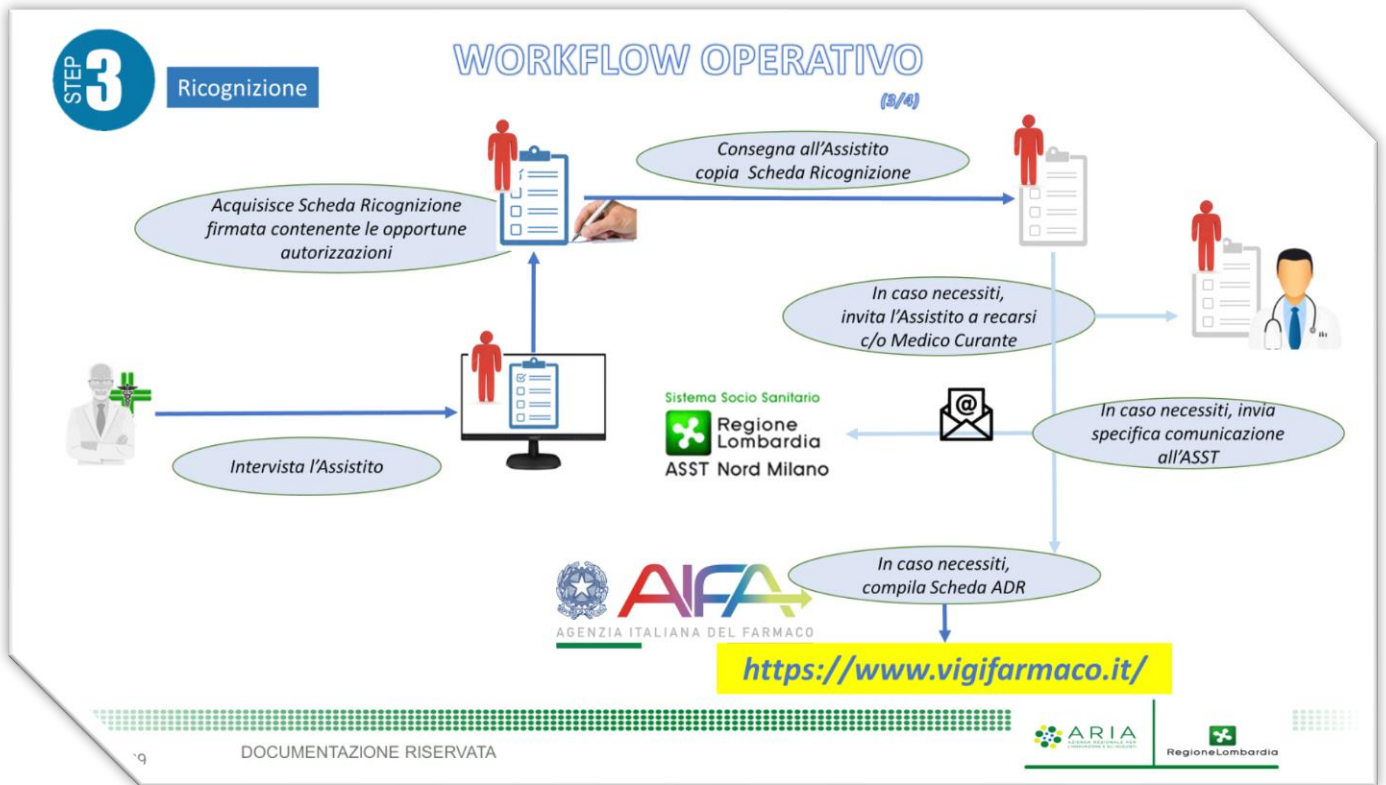 STEP 3
Ricognizione
WORKFLOW OPERATIVO
(3/4)
Consegna all'Assistito
copia Scheda Ricognizione
Acquisisce Scheda Ricognizione
firmata contenente le opportune
autorizzazioni
In caso necessiti,
invita l'Assistito a recarsi
c/o Medico Curante
Intervista l'Assistito
Sistema Socio Sanitario
Regione
Lombardia
ASST Nord Milano
@
In caso necessiti, invia
specifica comunicazione
all'ASST
In caso necessiti,
compila Scheda ADR
AIFA
AGENZIA ITALIANA DEL FARMACO
https://www.vigifarmaco.it/
DOCUMENTAZIONE RISERVATA
ARIA
RegioneLombardia